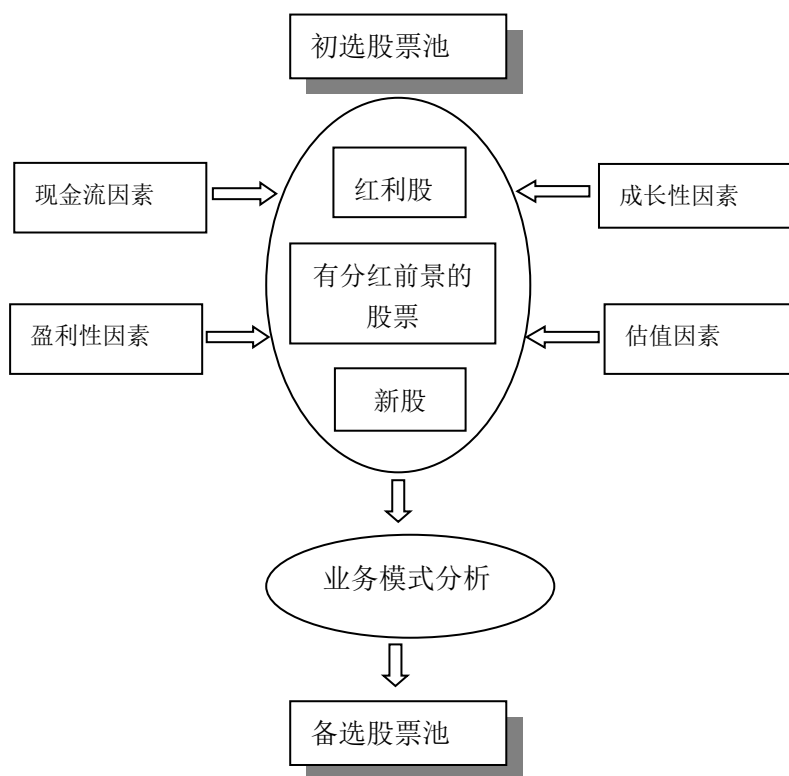 初选股票池
红利股
现金流因素
成长性因素
有分红前景的
股票
盈利性因素
估值因素
新股
业务模式分析
备选股票池